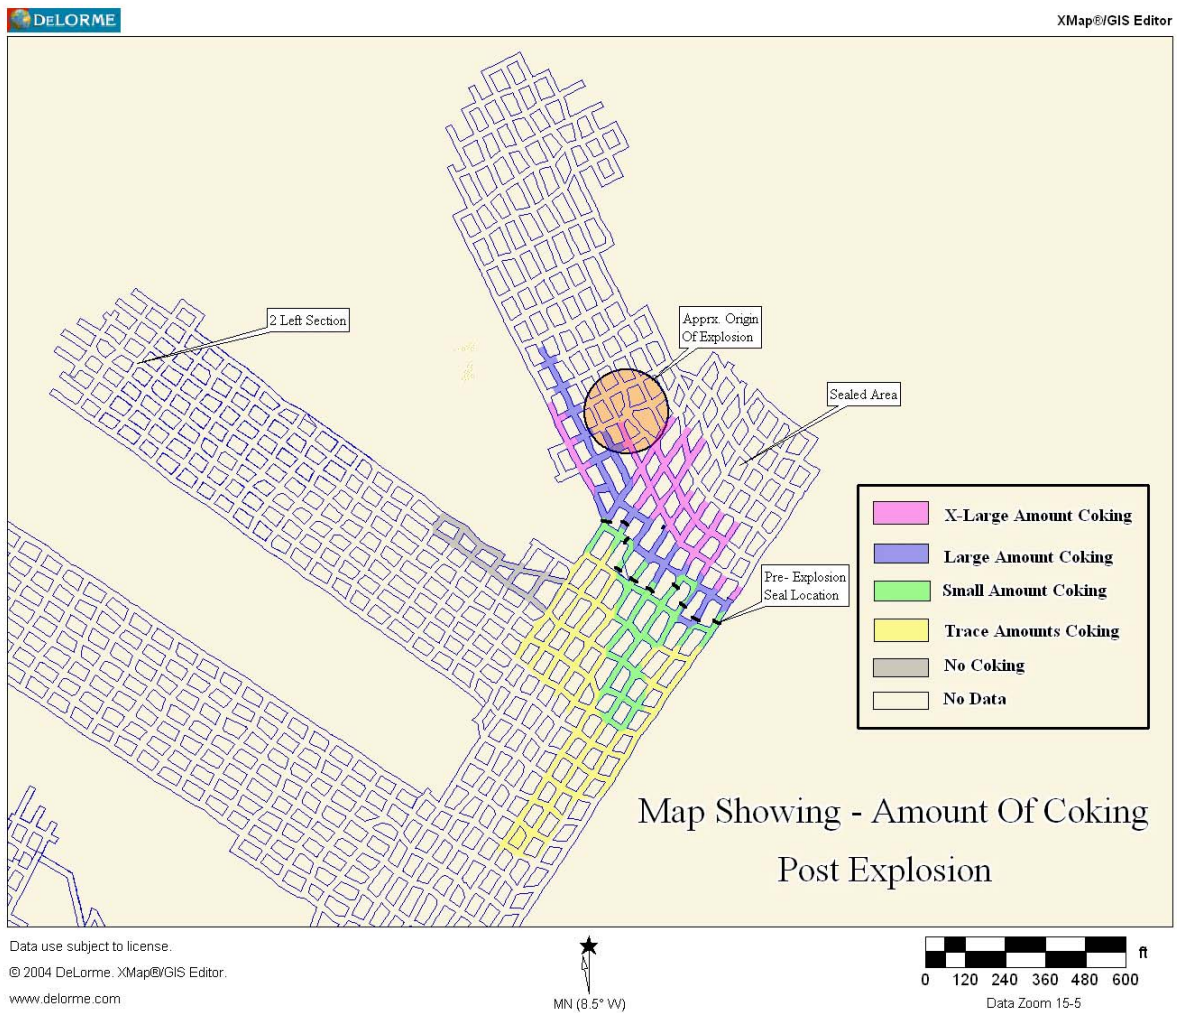 DELORME
XMap®/GIS Editor
2 Left Section
Apprx. Origin
Of Explosion
Sealed Area
Pre- Explosion
Seal Location
X-Large Amount Coking
Large Amount Coking
Small Amount Coking
Trace Amounts Coking
No Coking
No Data
Map Showing - Amount Of Coking
Post Explosion
Data use subject to license.
© 2004 DeLorme. XMap®/GIS Editor.
www.delorme.com
MN (8.5° W)
ft
0 120 240 360 480 600
Data Zoom 15-5